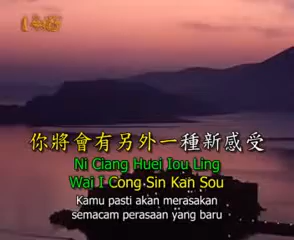 你將會有另外一種新感受
Ni Ciang Huei Iou Ling
Wai I Cong Sin Kan Sou
Kamu pasti akan merasakan
semacam perasaan yang baru